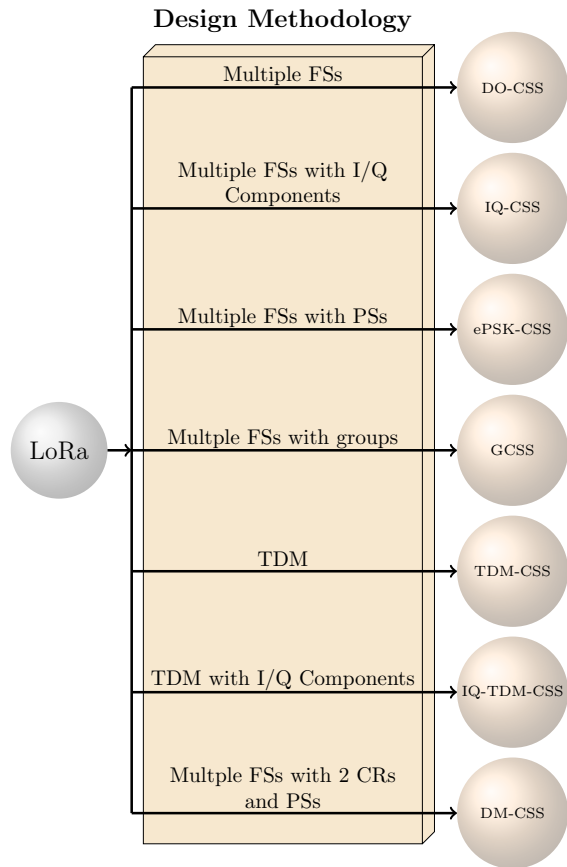 Design Methodology
Multiple FSs
DO-CSS
Multiple FSs with I/Q
Components
IQ-CSS
Multiple FSs with PSs
ePSK-CSS
LoRa
Multple FSs with groups
GCSS
TDM
TDM-CSS
TDM with I/Q Components
IQ-TDM-CSS
Multple FSs with 2 CRs
and PSs
DM-CSS